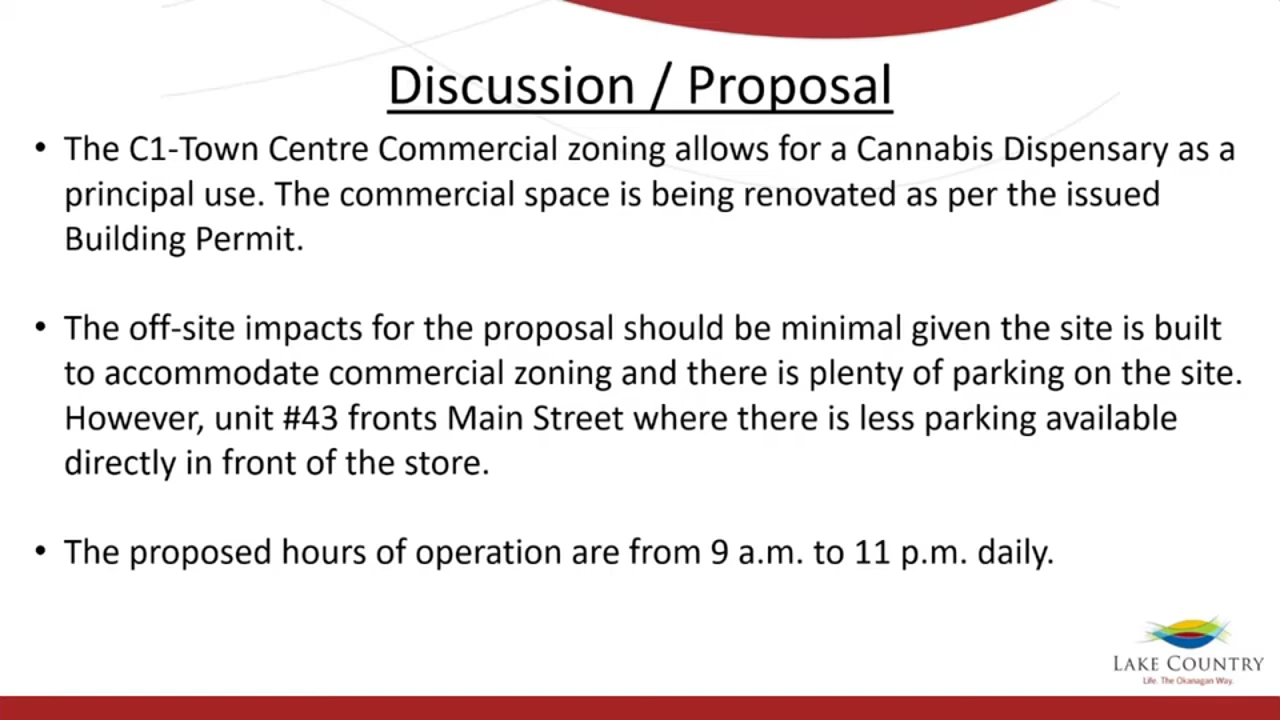 Discussion / Proposal
• The C1-Town Centre Commercial zoning allows for a Cannabis Dispensary as a
principal use. The commercial space is being renovated as per the issued
Building Permit.
• The off-site impacts for the proposal should be minimal given the site is built
to accommodate commercial zoning and there is plenty of parking on the site.
However, unit #43 fronts Main Street where there is less parking available
directly in front of the store.
• The proposed hours of operation are from 9 a.m. to 11 p.m. daily.
LAKE COUNTRY
Life. The Okanagan Way.